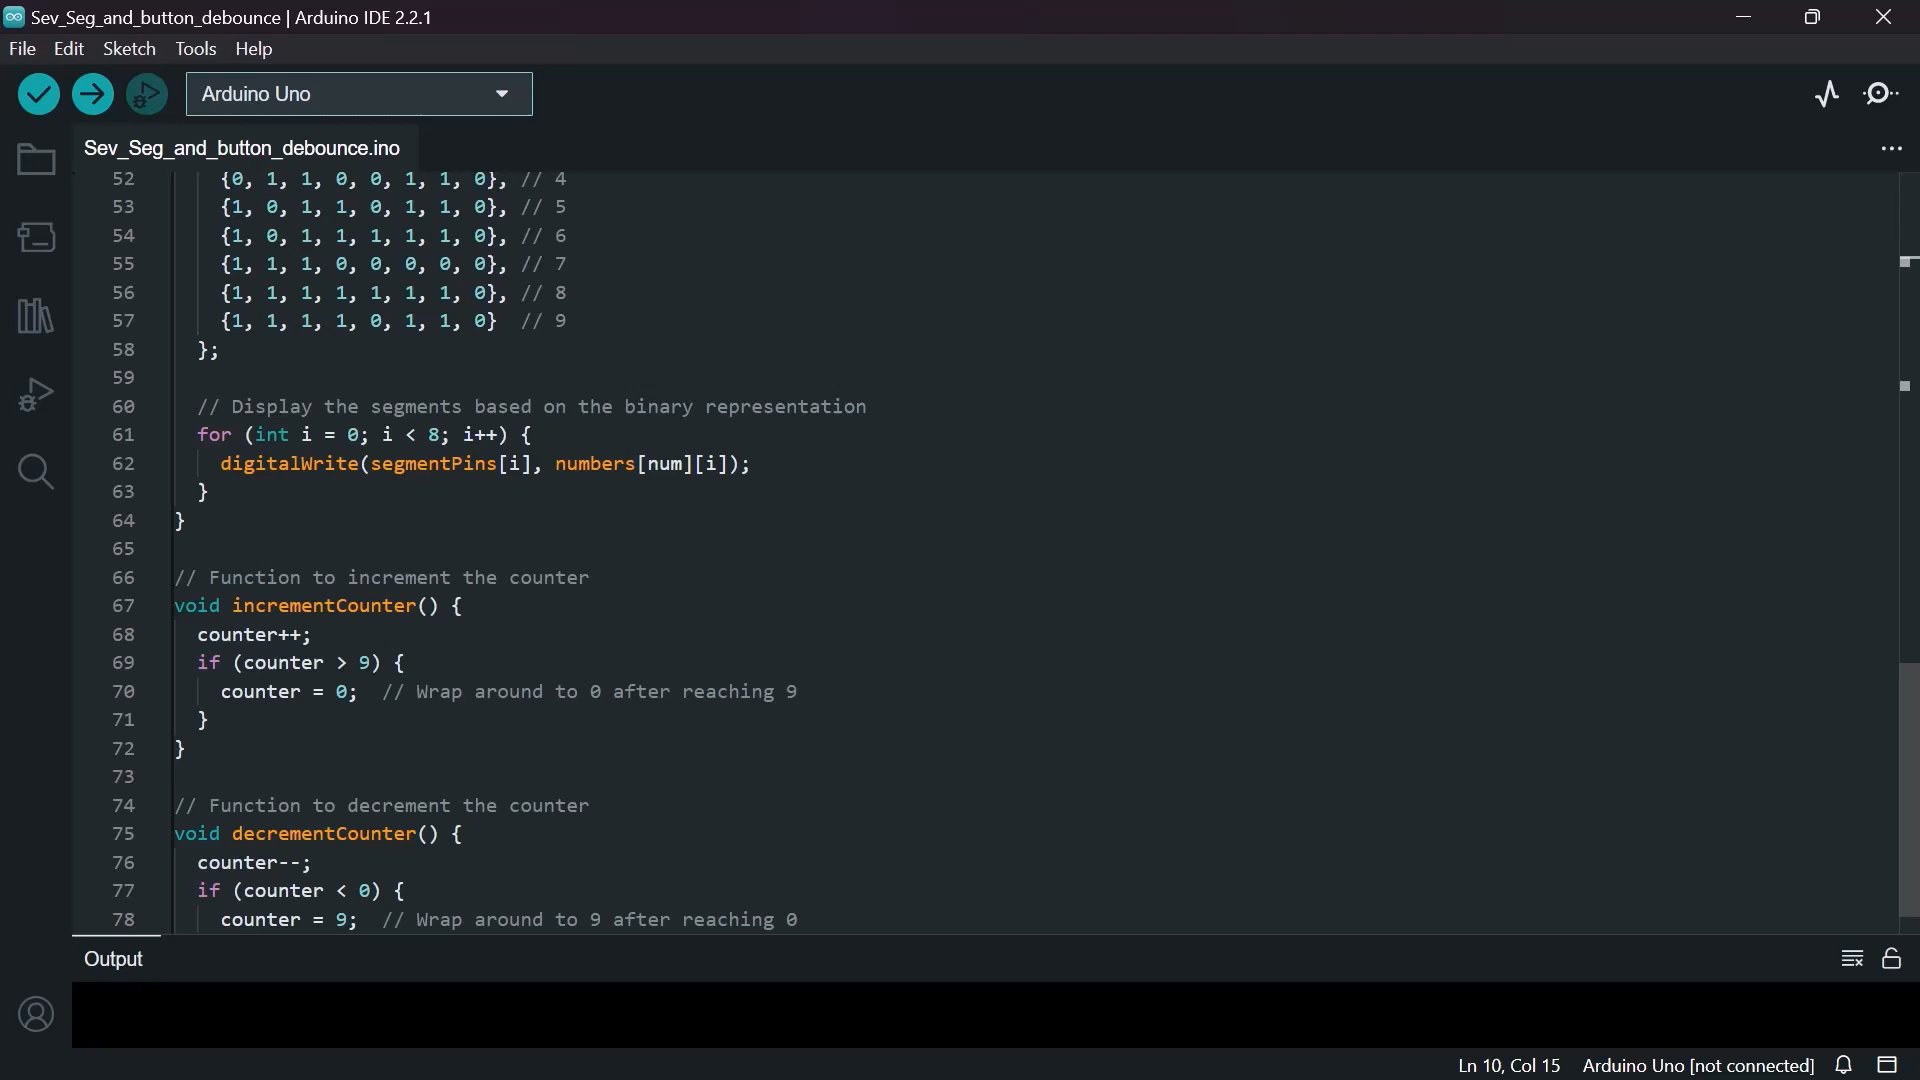 Sev_Seg_and_button_debounce | Arduino IDE 2.2.1
File Edit Sketch Tools Help
Arduino Uno
Sev_Seg_and_button_debounce.ino
52 {0, 1, 1, 0, 0, 1, 1, 0}, // 4
53 {1, 0, 1, 1, 0, 1, 1, 0}, // 5
54 {1, 0, 1, 1, 1, 1, 1, 0}, // 6
55 {1, 1, 1, 0, 0, 0, 0, 0}, // 7
56 {1, 1, 1, 1, 1, 1, 1, 0}, // 8
57 {1, 1, 1, 1, 0, 1, 1, 0} // 9
58 };
59
60 // Display the segments based on the binary representation
61 for (int i = 0; i < 8; i++) {
62 digitalWrite(segmentPins[i], numbers[num][i]);
63 }
64 }
65
66 // Function to increment the counter
67 void incrementCounter() {
68 counter++;
69 if (counter > 9) {
70 counter = 0; // Wrap around to 0 after reaching 9
71 }
72 }
73
74 // Function to decrement the counter
75 void decrementCounter() {
76 counter--;
77 if (counter < 0) {
78 counter = 9; // Wrap around to 9 after reaching 0
Output
Ln 10, Col 15 Arduino Uno [not connected]